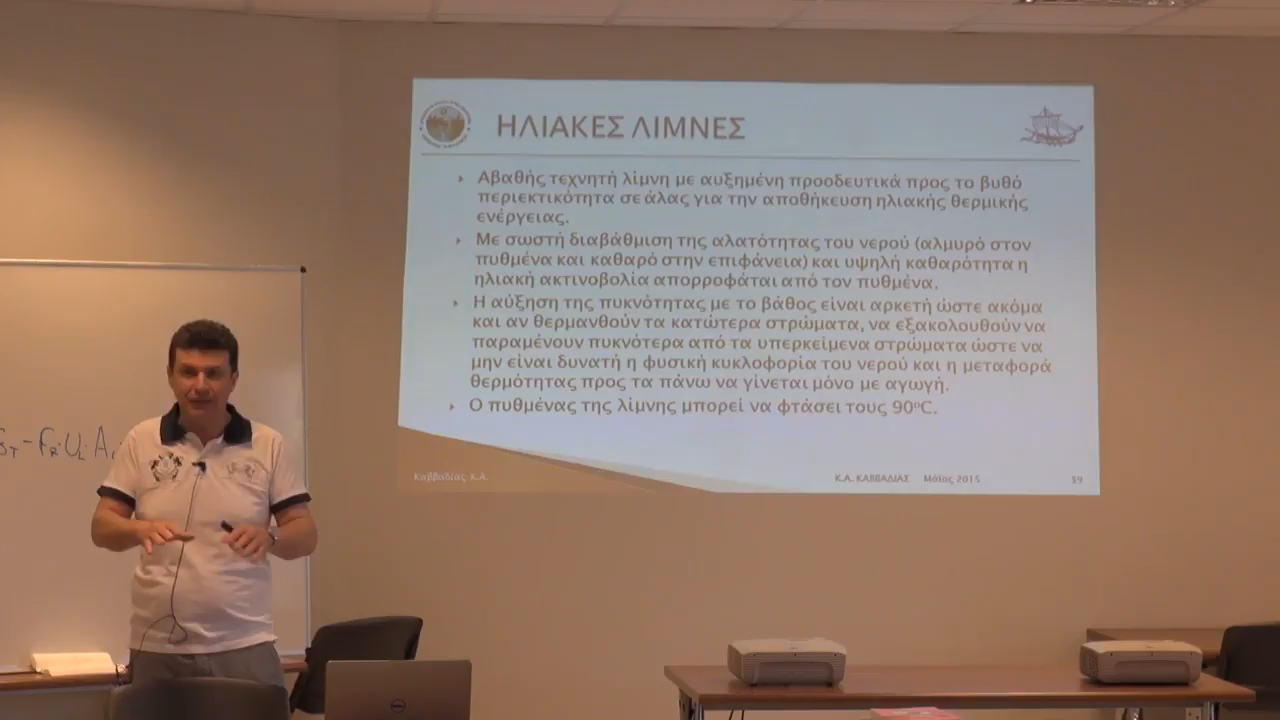 ΗΛΙΑΚΕΣ ΛΙΜΝΕΣ
Αβαθής τεχνητή λίμνη με αυξημένη προοδευτικά προς το βυθό
περιεκτικότητα σε άλας για την αποθήκευση ηλιακής θερμικής
ενέργειας.
Με σωστή διαβάθμιση της αλατότητας του νερού (αλμυρό στον
πυθμένα και καθαρό στην επιφάνεια) και υψηλή καθαρότητα η
ηλιακή ακτινοβολία απορροφάται από τον πυθμένα.
Η αύξηση της πυκνότητας με το βάθος είναι αρκετή ώστε ακόμα
και αν θερμανθούν τα κατώτερα στρώματα, να εξακολουθούν να
παραμένουν πυκνότερα από τα υπερκείμενα στρώματα ώστε να
μην είναι δυνατή η φυσική κυκλοφορία του νερού και η μεταφορά
θερμότητας προς τα πάνω να γίνεται μόνο με αγωγή.
Ο πυθμένας της λίμνης μπορεί να φτάσει τους 90°C.
Καββαδίας Κ.Α.
Κ.Α. ΚΑΒΒΑΔΙΑΣ Μάϊος 2015
59
- F_R · U_L · A
DELL